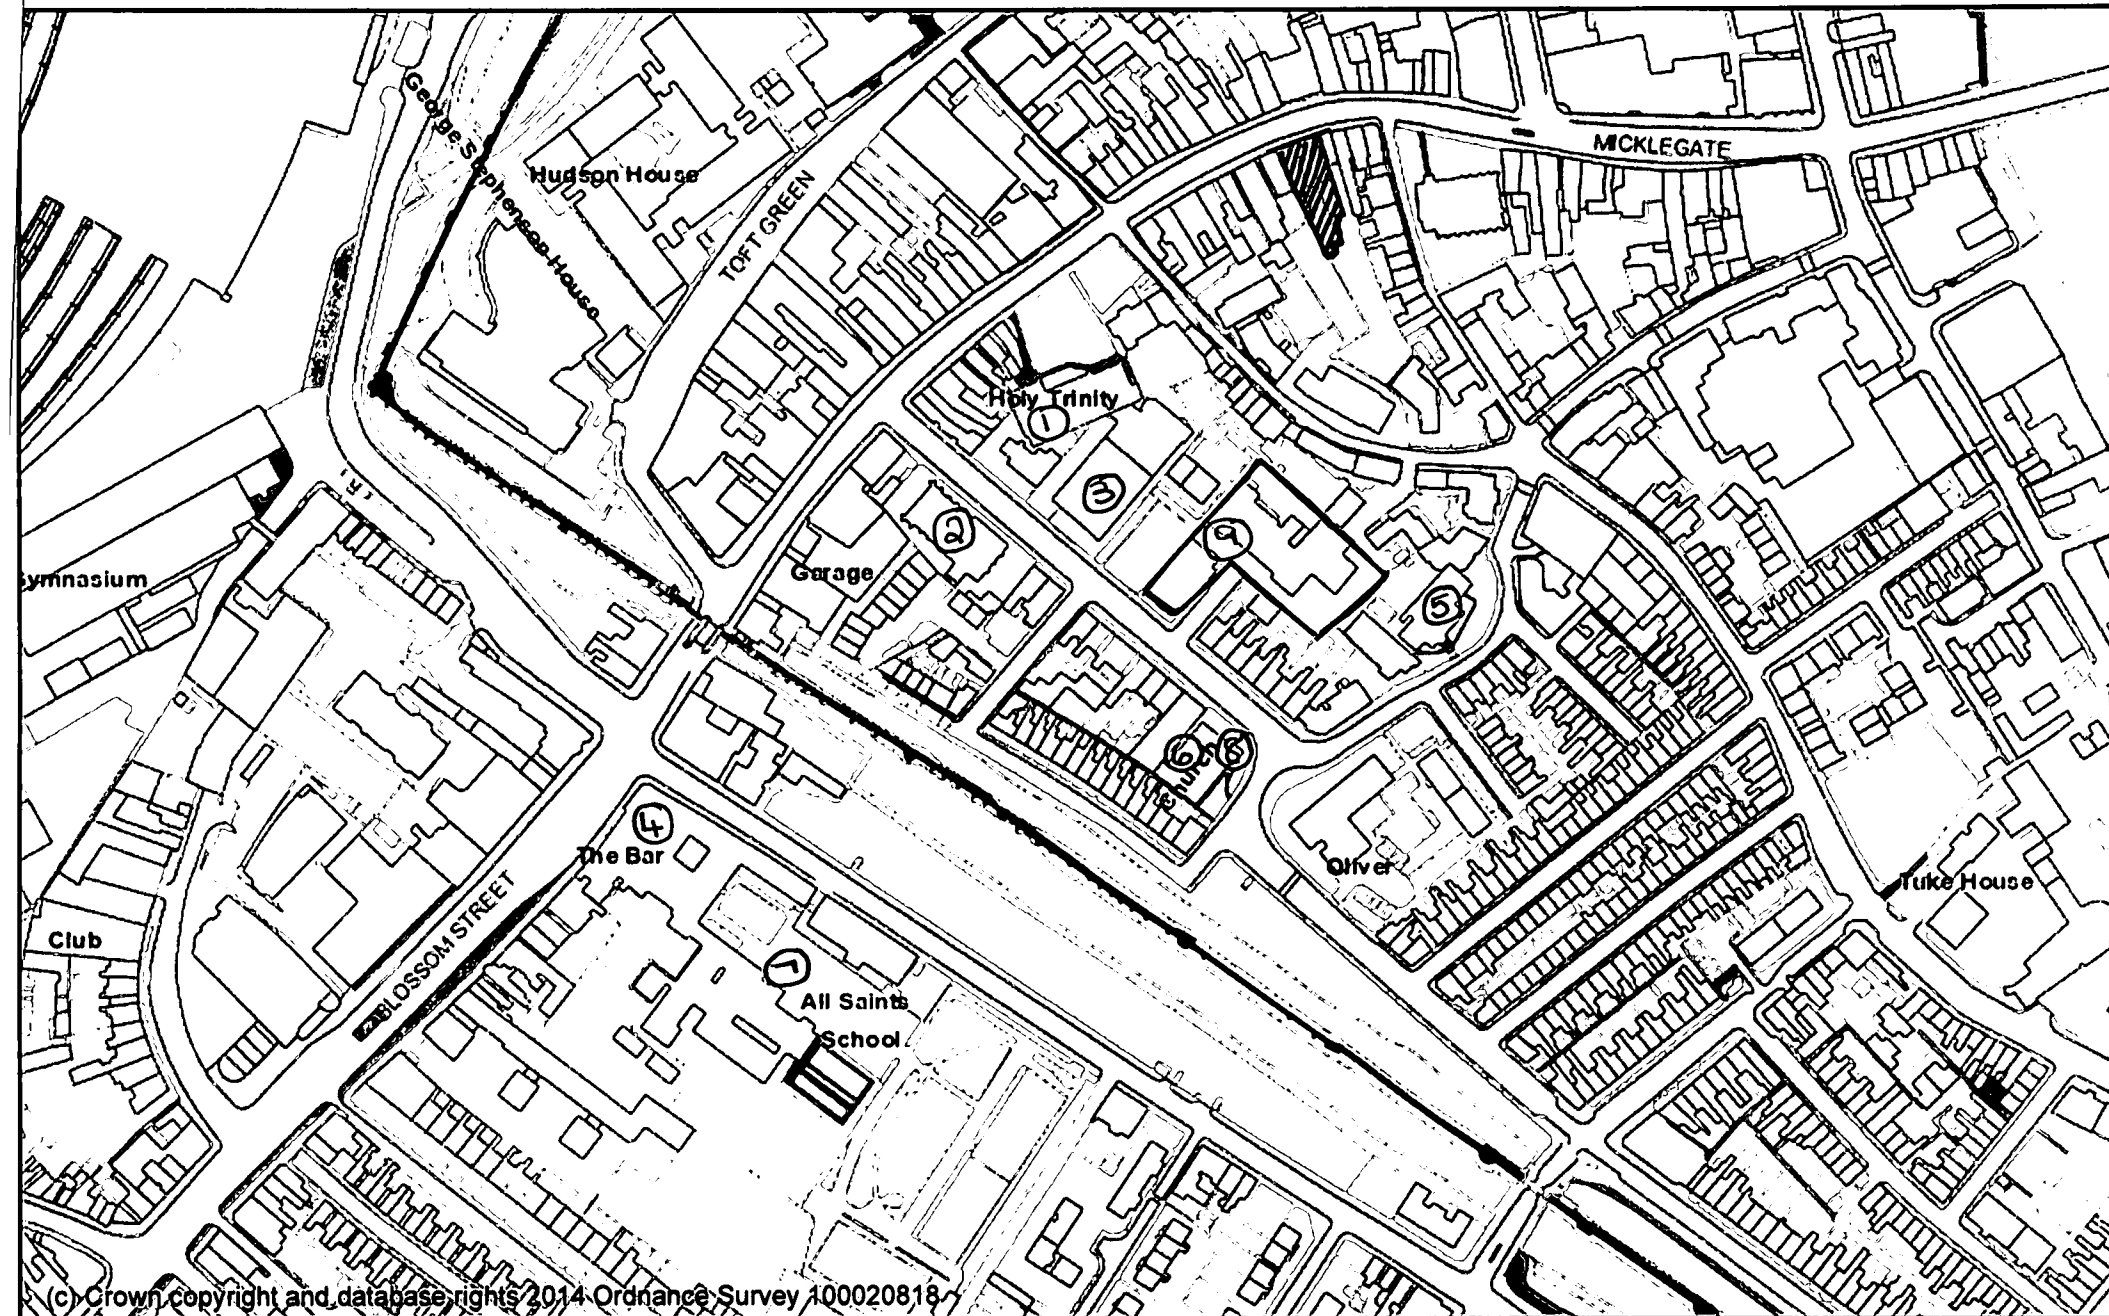 George Stephenson House
Hudson House
TOFT GREEN
MICKLEGATE
Holy Trinity
1
3
2
9
Garage
5
ymnasium
6
8
Church
4
The Bar
Oliver
Tuke House
BLOSSOM STREET
Club
7
All Saints
School
(c) Crown copyright and database rights 2014 Ordnance Survey 100020818